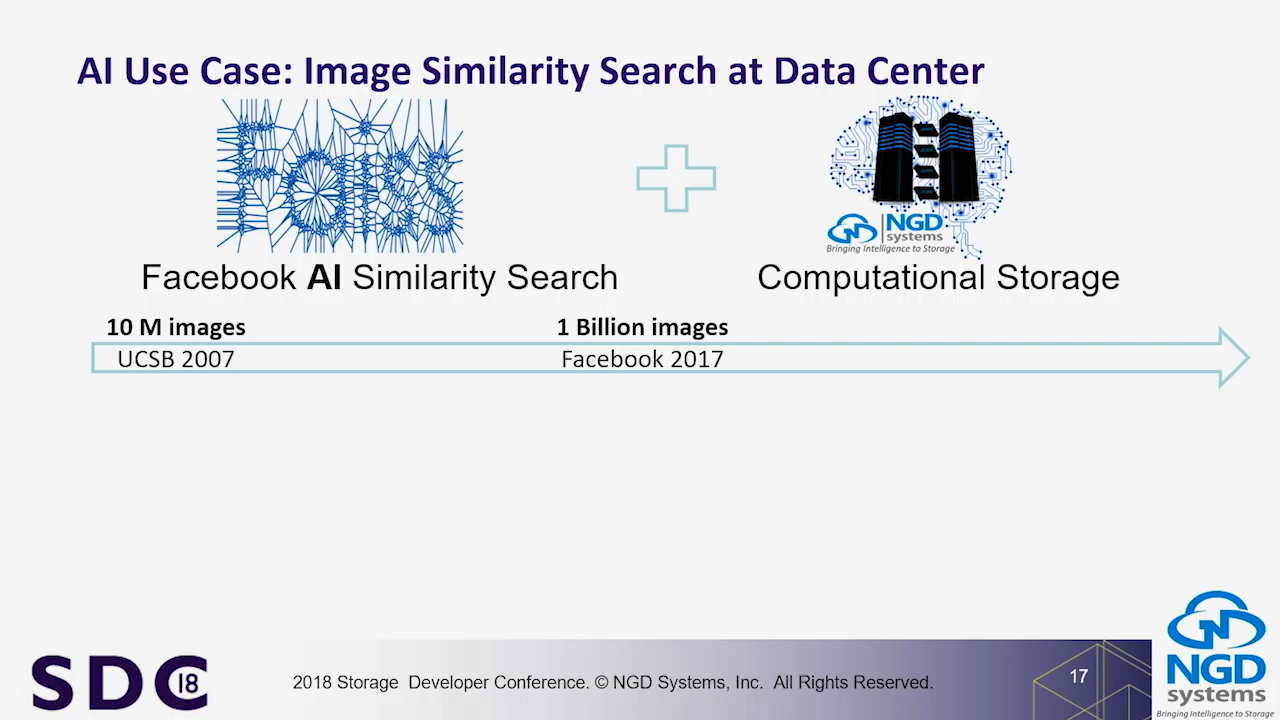 AI Use Case: Image Similarity Search at Data Center
Faiss
NGD
systems
Bringing Intelligence to Storage
Facebook AI Similarity Search
Computational Storage
10 M images
1 Billion images
UCSB 2007
Facebook 2017
SDC 18
2018 Storage Developer Conference. © NGD Systems, Inc. All Rights Reserved.
17
NGD
systems
Bringing Intelligence to Storage